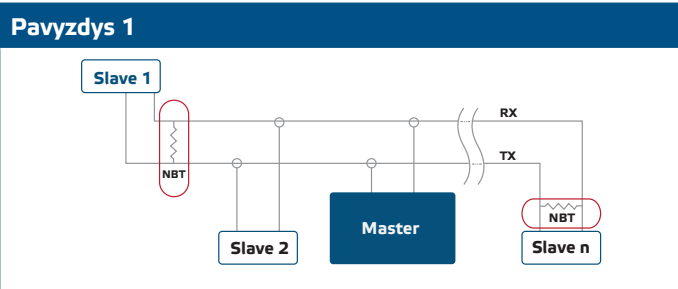 Pavyzdys 1
Slave 1
RX
TX
NBT
Master
NBT
Slave 2
Slave n